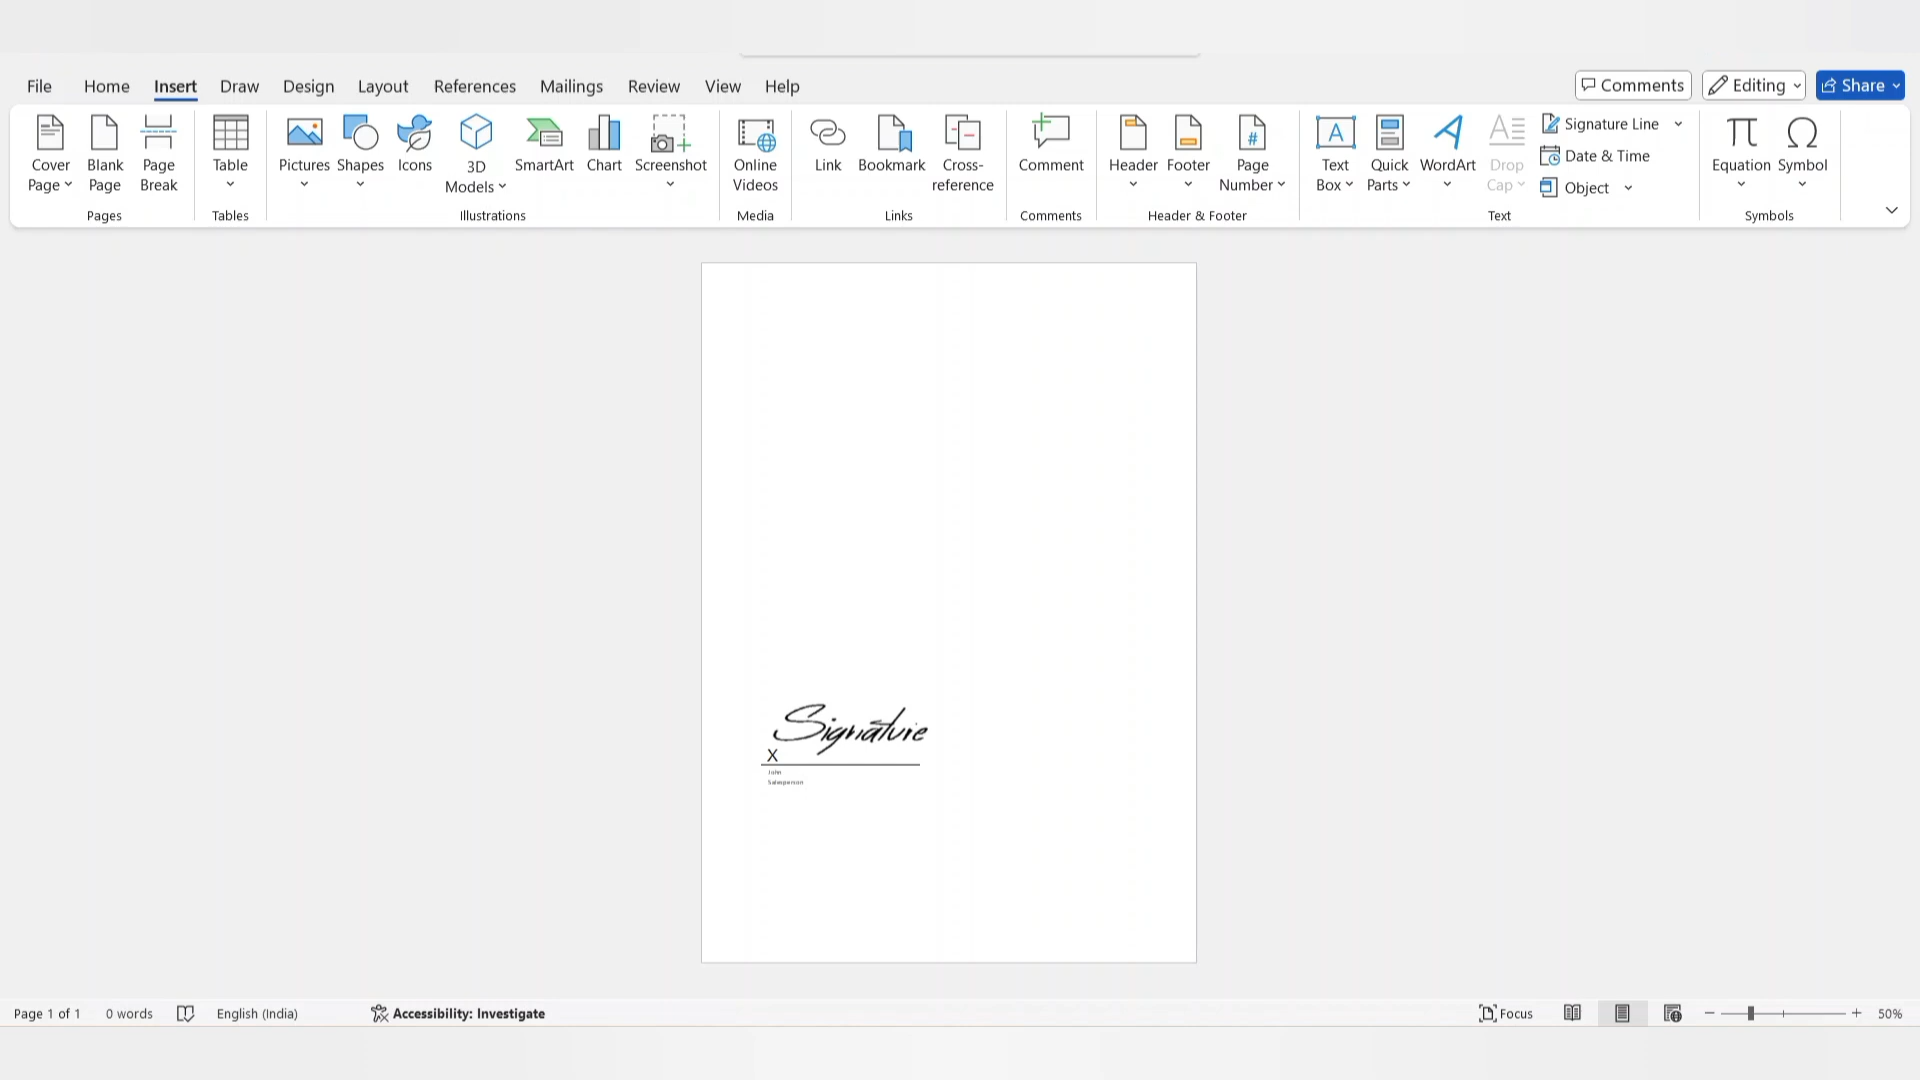 File Home Insert Draw Design Layout References Mailings Review View Help Comments Editing Share
Cover Page
Blank Page
Page Break
Pages
Table
Tables
Pictures
Shapes
Icons
3D Models
SmartArt
Chart
Screenshot
Illustrations
Online Videos
Media
Link
Bookmark
Cross-
reference
Links
Comment
Comments
Header
Footer
Page Number
#
Header & Footer
A
Text Box
Quick Parts
WordArt
Drop Cap
Signature Line
Date & Time
Object
Text
Equation
Symbol
Symbols
Signature
X
John
Salesperson
Page 1 of 1 0 words English (India) Accessibility: Investigate Focus 50%